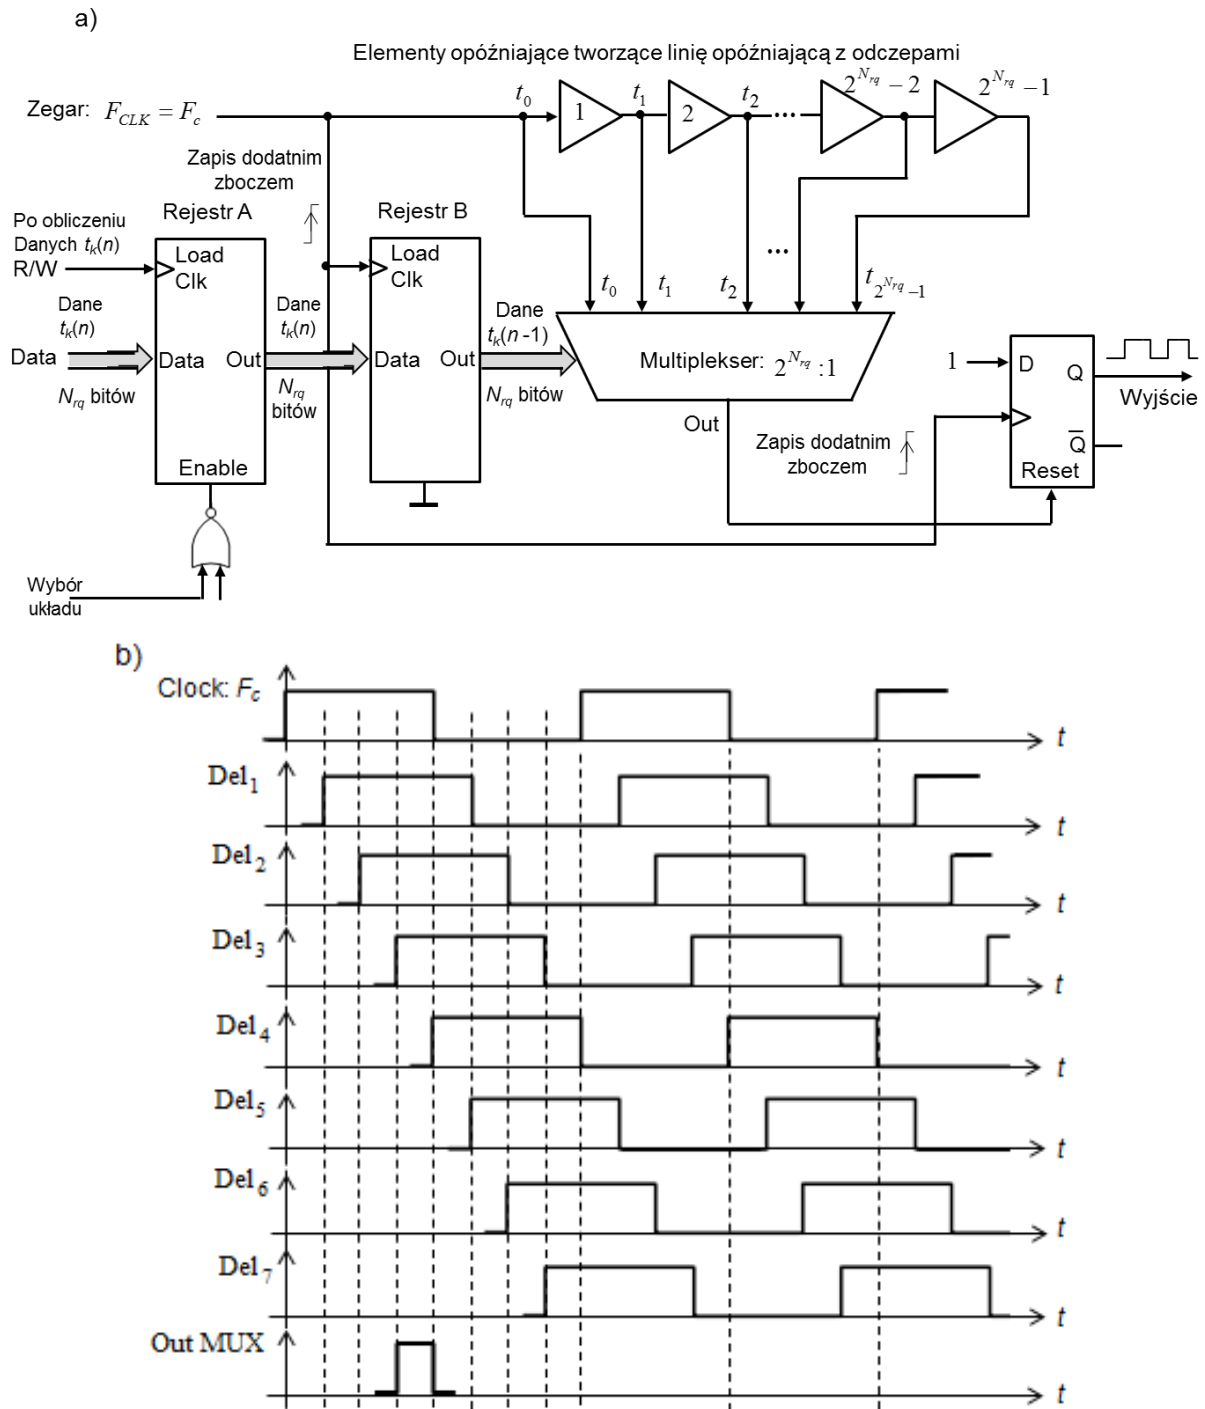 a)
Elementy opóźniające tworzące linię opóźniającą z odczepami
Zegar: F_CLK = F_c
t_0
1
t_1
2
t_2
...
2^{N_rq} – 2
2^{N_rq} – 1
Zapis dodatnim
zboczem
Po obliczeniu
Danych t_k(n)
R/W
Rejestr A
Load
Clk
Rejestr B
Load
Clk
...
t_0
t_1
t_2
t_{2^{N_rq}–1}
Dane
t_k(n)
Data
N_rq bitów
Data
Out
Enable
Dane
t_k(n)
N_rq
bitów
Data
Out
Dane
t_k(n-1)
N_rq bitów
Multiplekser: 2^{N_rq} :1
Out
Zapis dodatnim
zboczem
1
D
Q
Q̅
Reset
Wyjście
Wybór
układu
b)
Clock: F_c
t
Del_1
t
Del_2
t
Del_3
t
Del_4
t
Del_5
t
Del_6
t
Del_7
t
Out MUX
t